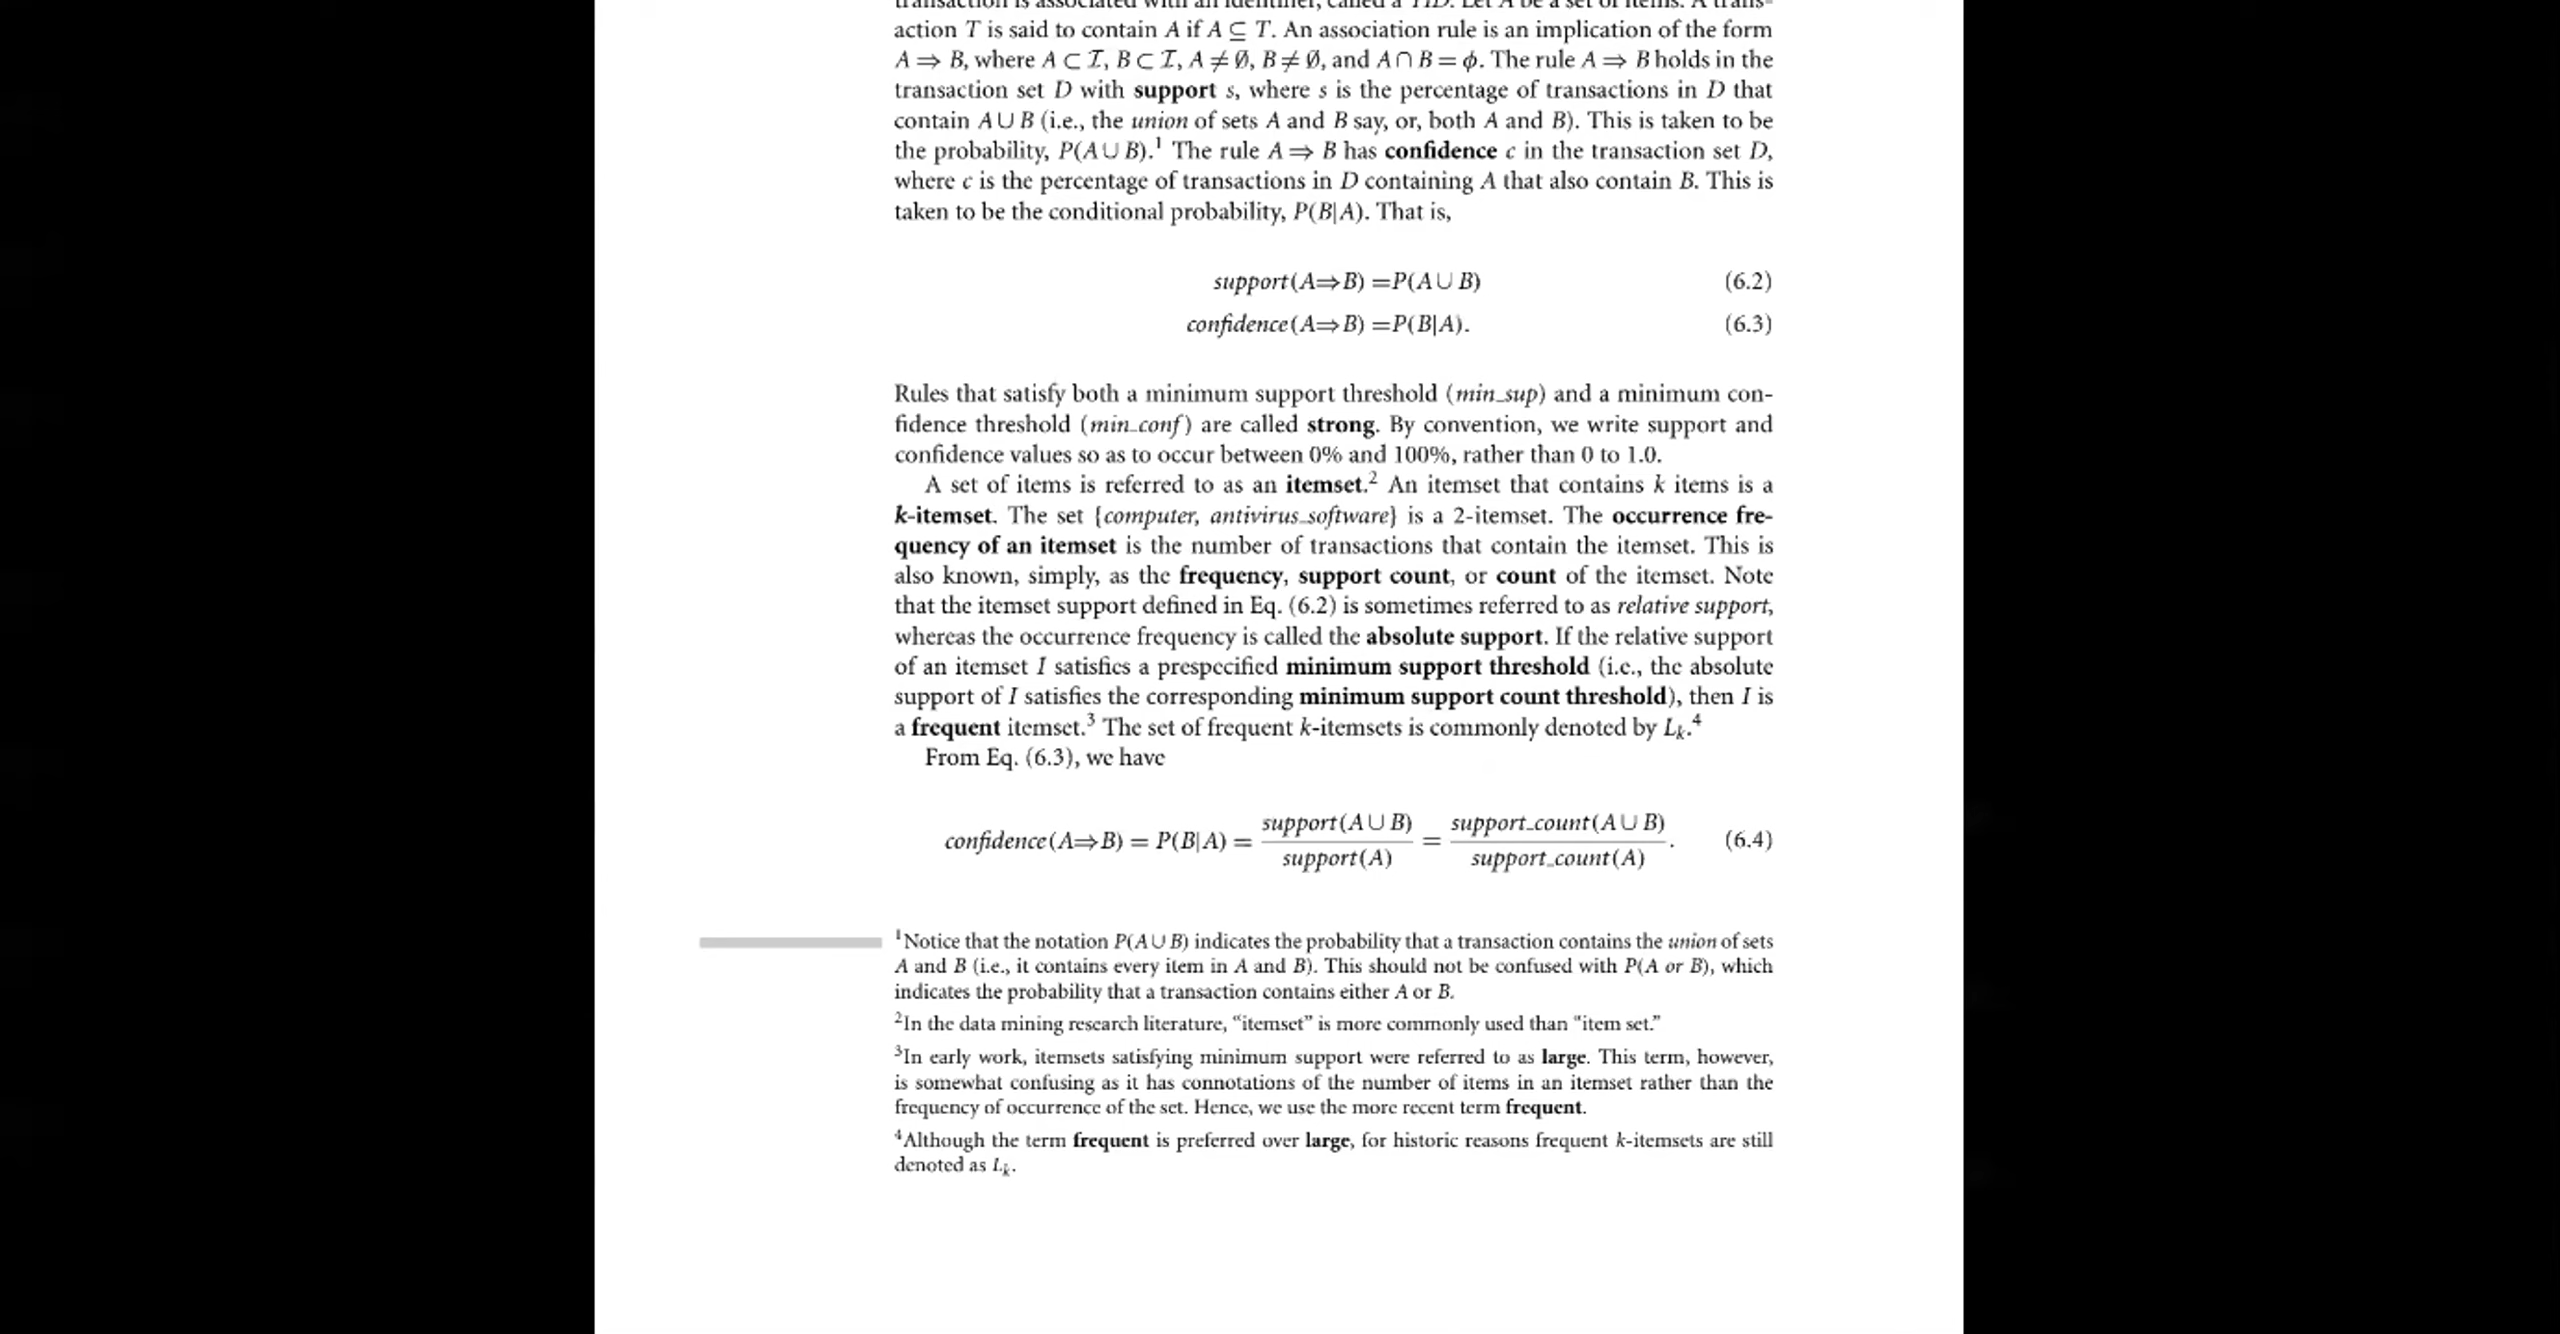 transaction is associated with an identifier, called a TID. Let A be a set of items. A trans-
action T is said to contain A if A ⊆ T. An association rule is an implication of the form
A ⇒ B, where A ⊂ I, B ⊂ I, A ≠ ∅, B ≠ ∅, and A ∩ B = ϕ. The rule A ⇒ B holds in the
transaction set D with support s, where s is the percentage of transactions in D that
contain A ∪ B (i.e., the union of sets A and B say, or, both A and B). This is taken to be
the probability, P(A ∪ B).¹ The rule A ⇒ B has confidence c in the transaction set D,
where c is the percentage of transactions in D containing A that also contain B. This is
taken to be the conditional probability, P(B|A). That is,
support(A⇒B) =P(A ∪ B) (6.2)
confidence(A⇒B) =P(B|A). (6.3)
Rules that satisfy both a minimum support threshold (min_sup) and a minimum con-
fidence threshold (min_conf) are called strong. By convention, we write support and
confidence values so as to occur between 0% and 100%, rather than 0 to 1.0.
A set of items is referred to as an itemset.² An itemset that contains k items is a
k-itemset. The set {computer, antivirus_software} is a 2-itemset. The occurrence fre-
quency of an itemset is the number of transactions that contain the itemset. This is
also known, simply, as the frequency, support count, or count of the itemset. Note
that the itemset support defined in Eq. (6.2) is sometimes referred to as relative support,
whereas the occurrence frequency is called the absolute support. If the relative support
of an itemset I satisfies a prespecified minimum support threshold (i.e., the absolute
support of I satisfies the corresponding minimum support count threshold), then I is
a frequent itemset.³ The set of frequent k-itemsets is commonly denoted by Lₖ.⁴
From Eq. (6.3), we have
confidence(A⇒B) = P(B|A) = support(A ∪ B) / support(A) = support_count(A ∪ B) / support_count(A). (6.4)
¹Notice that the notation P(A ∪ B) indicates the probability that a transaction contains the union of sets
A and B (i.e., it contains every item in A and B). This should not be confused with P(A or B), which
indicates the probability that a transaction contains either A or B.
²In the data mining research literature, “itemset” is more commonly used than “item set.”
³In early work, itemsets satisfying minimum support were referred to as large. This term, however,
is somewhat confusing as it has connotations of the number of items in an itemset rather than the
frequency of occurrence of the set. Hence, we use the more recent term frequent.
⁴Although the term frequent is preferred over large, for historic reasons frequent k-itemsets are still
denoted as Lₖ.